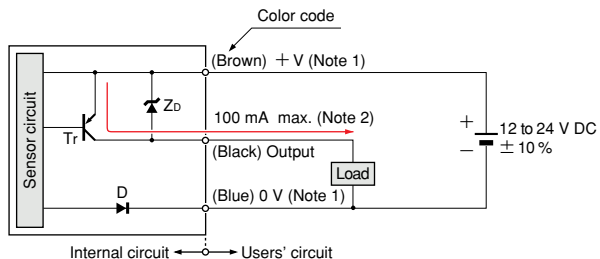 Color code
(Brown) + V (Note 1)
Sensor circuit
Tr
ZD
100 mA max. (Note 2)
(Black) Output
+
−
12 to 24 V DC
± 10 %
Load
D
(Blue) 0 V (Note 1)
Internal circuit
Users' circuit